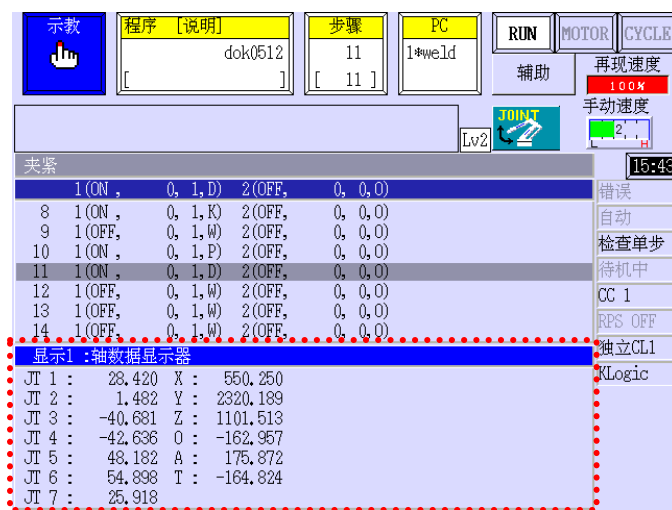 示教
程序 [说明]
dok0512
[ ]
步骤
11
[ 11 ]
PC
1*weld
RUN
MOTOR
CYCLE
辅助
再现速度
100%
手动速度
2
L H
Lv2
JOINT
夹紧
15:43
1(ON , 0, 1,D) 2(OFF, 0, 0,O)
8 1(ON , 0, 1,K) 2(OFF, 0, 0,O)
9 1(OFF, 0, 1,W) 2(OFF, 0, 0,O)
10 1(ON , 0, 1,P) 2(OFF, 0, 0,O)
11 1(ON , 0, 1,D) 2(OFF, 0, 0,O)
12 1(OFF, 0, 1,W) 2(OFF, 0, 0,O)
13 1(OFF, 0, 1,W) 2(OFF, 0, 0,O)
14 1(OFF, 0, 1,W) 2(OFF, 0, 0,O)
错误
自动
检查单步
待机中
CC 1
RPS OFF
独立CL1
KLogic
显示1 :轴数据显示器
JT 1 : 28.420 X : 550.250
JT 2 : 1.482 Y : 2320.189
JT 3 : -40.681 Z : 1101.513
JT 4 : -42.636 O : -162.957
JT 5 : 48.182 A : 175.872
JT 6 : 54.898 T : -164.824
JT 7 : 25.918